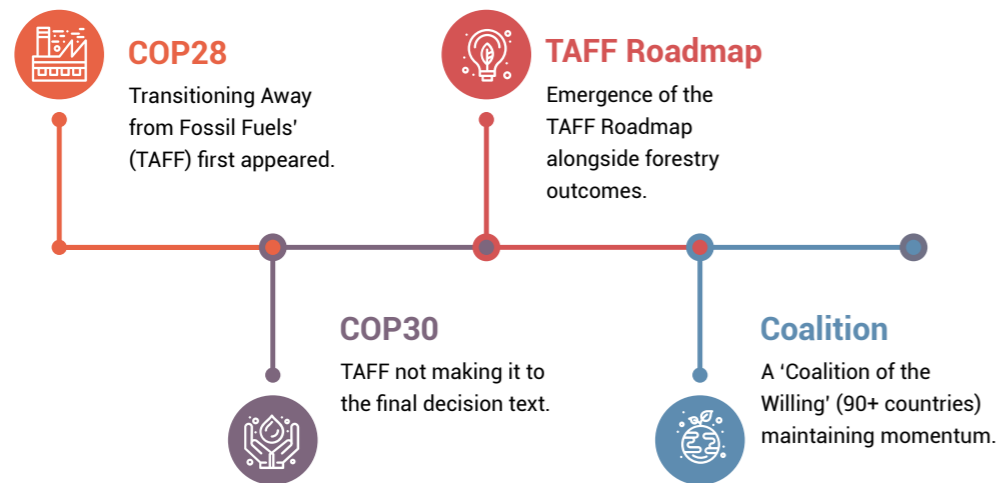 COP28
Transitioning Away
from Fossil Fuels'
(TAFF) first appeared.
TAFF Roadmap
Emergence of the
TAFF Roadmap
alongside forestry
outcomes.
COP30
TAFF not making it to
the final decision text.
Coalition
A ‘Coalition of the
Willing’ (90+ countries)
maintaining momentum.